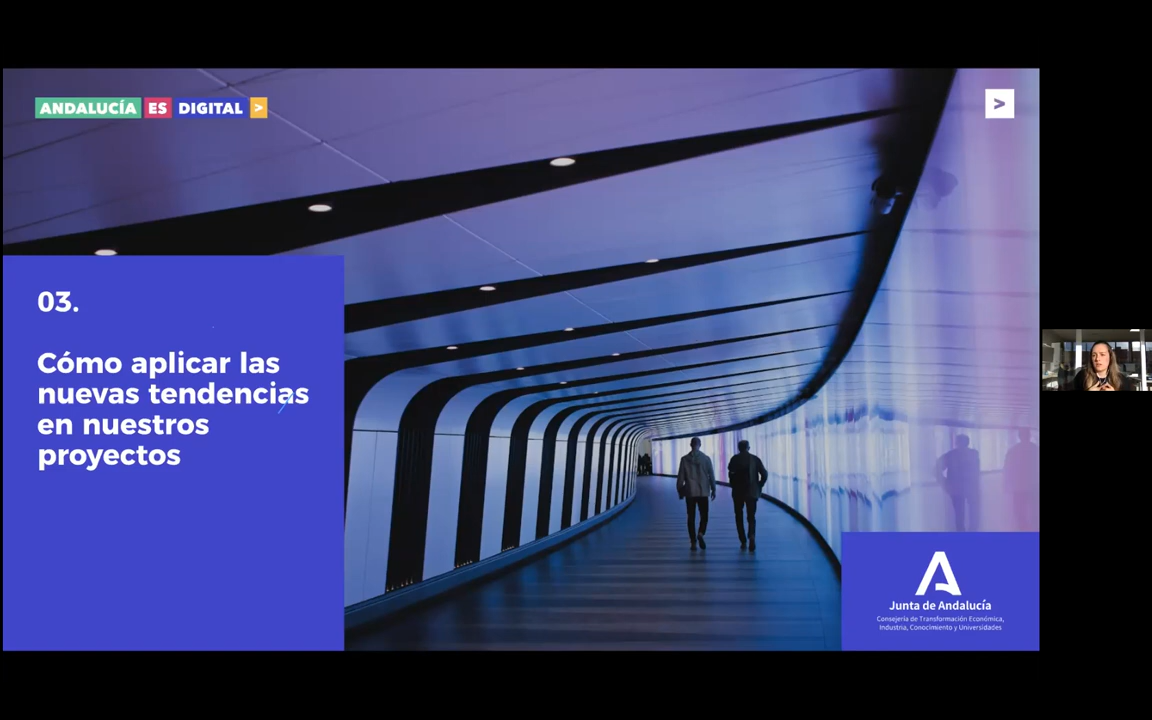 ANDALUCÍA ES DIGITAL >
>
03.
Cómo aplicar las
nuevas tendencias
en nuestros
proyectos
Junta de Andalucía
Consejería de Transformación Económica,
Industria, Conocimiento y Universidades